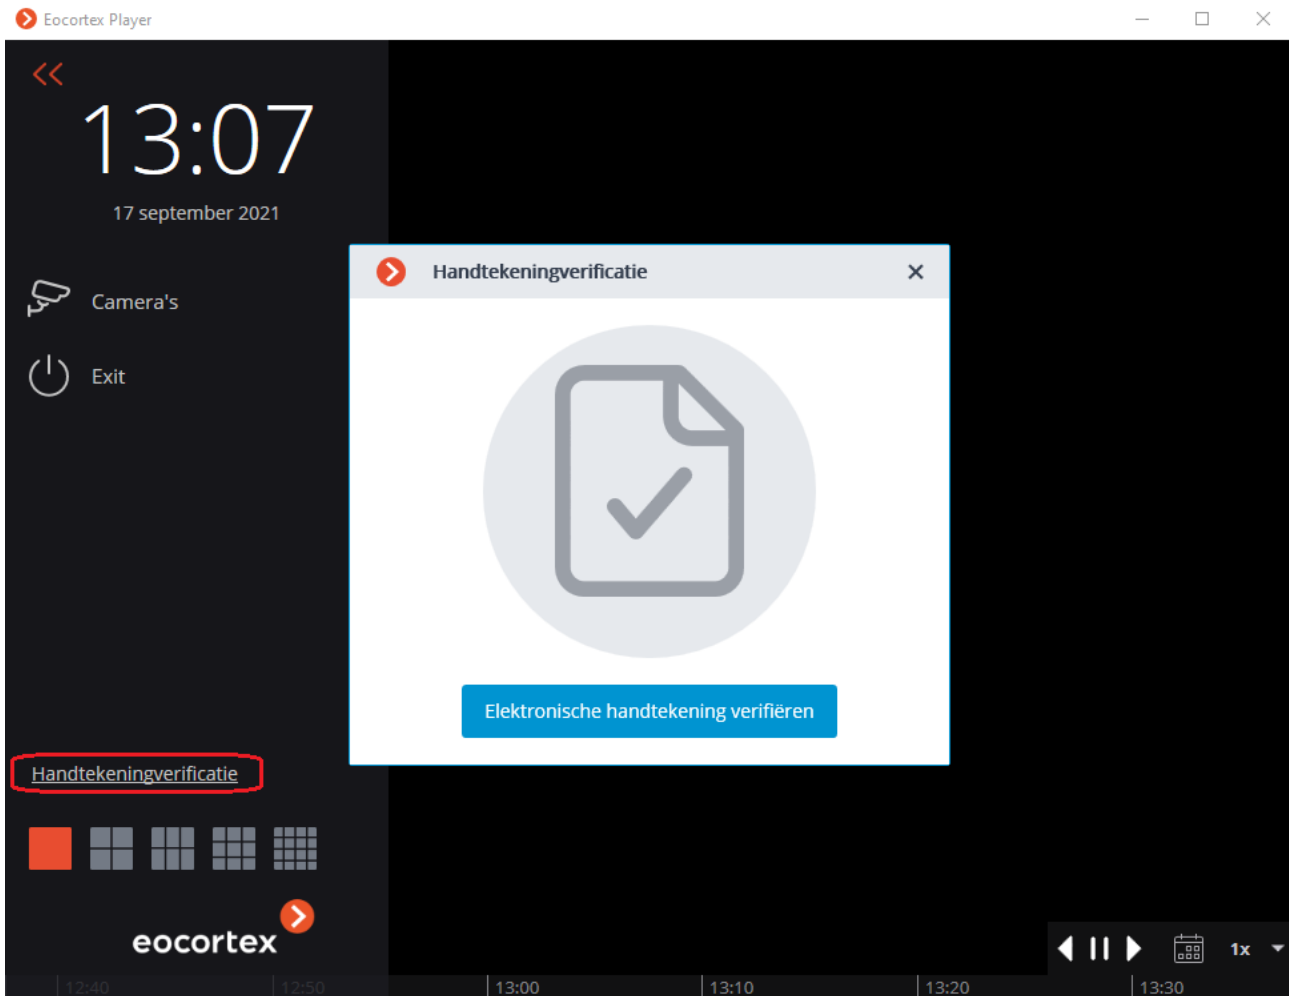 Eocortex Player
13:07
17 september 2021
Camera's
Exit
Handtekeningverificatie
Elektronische handtekening verifiëren
Handtekeningverificatie
eocortex
1x
12:40 12:50 13:00 13:10 13:20 13:30